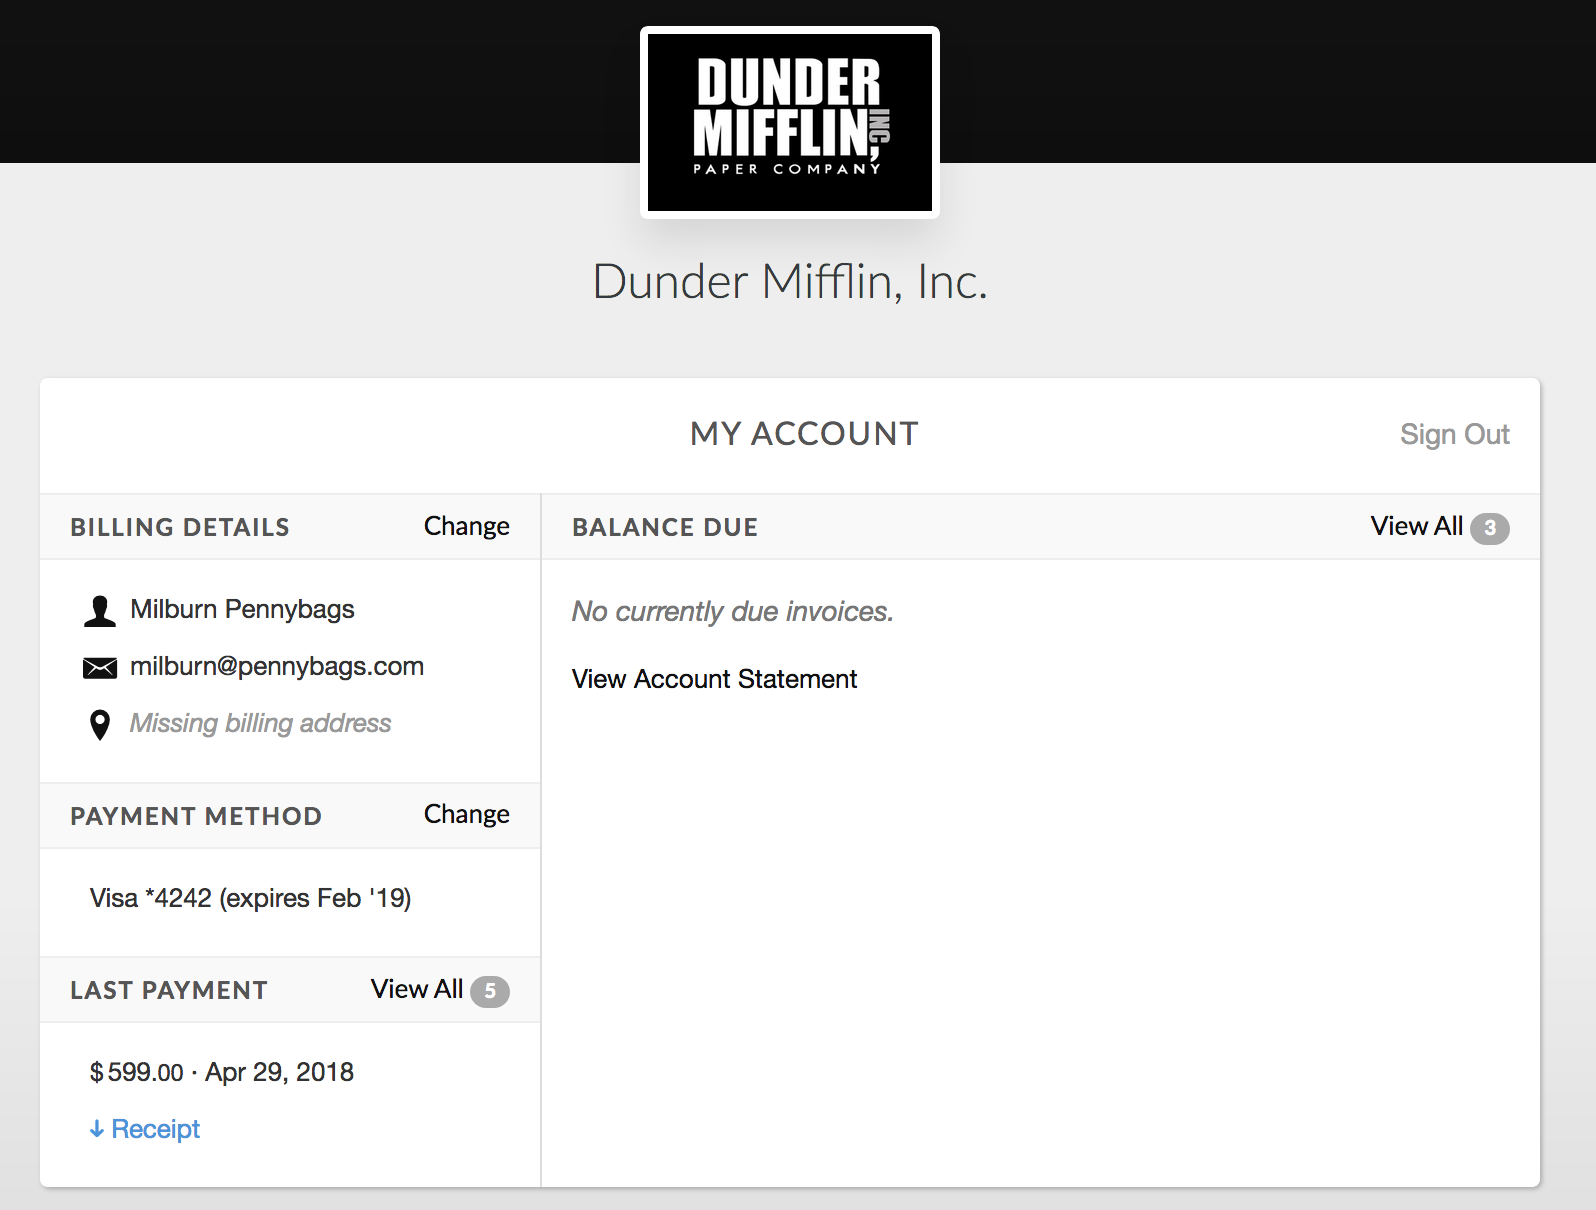 DUNDER
MIFFLIN, INC
PAPER COMPANY
Dunder Mifflin, Inc.
MY ACCOUNT
Sign Out
BILLING DETAILS
Change
Milburn Pennybags
milburn@pennybags.com
Missing billing address
PAYMENT METHOD
Change
Visa *4242 (expires Feb '19)
LAST PAYMENT
View All 5
$599.00 · Apr 29, 2018
↓ Receipt
BALANCE DUE
View All 3
No currently due invoices.
View Account Statement